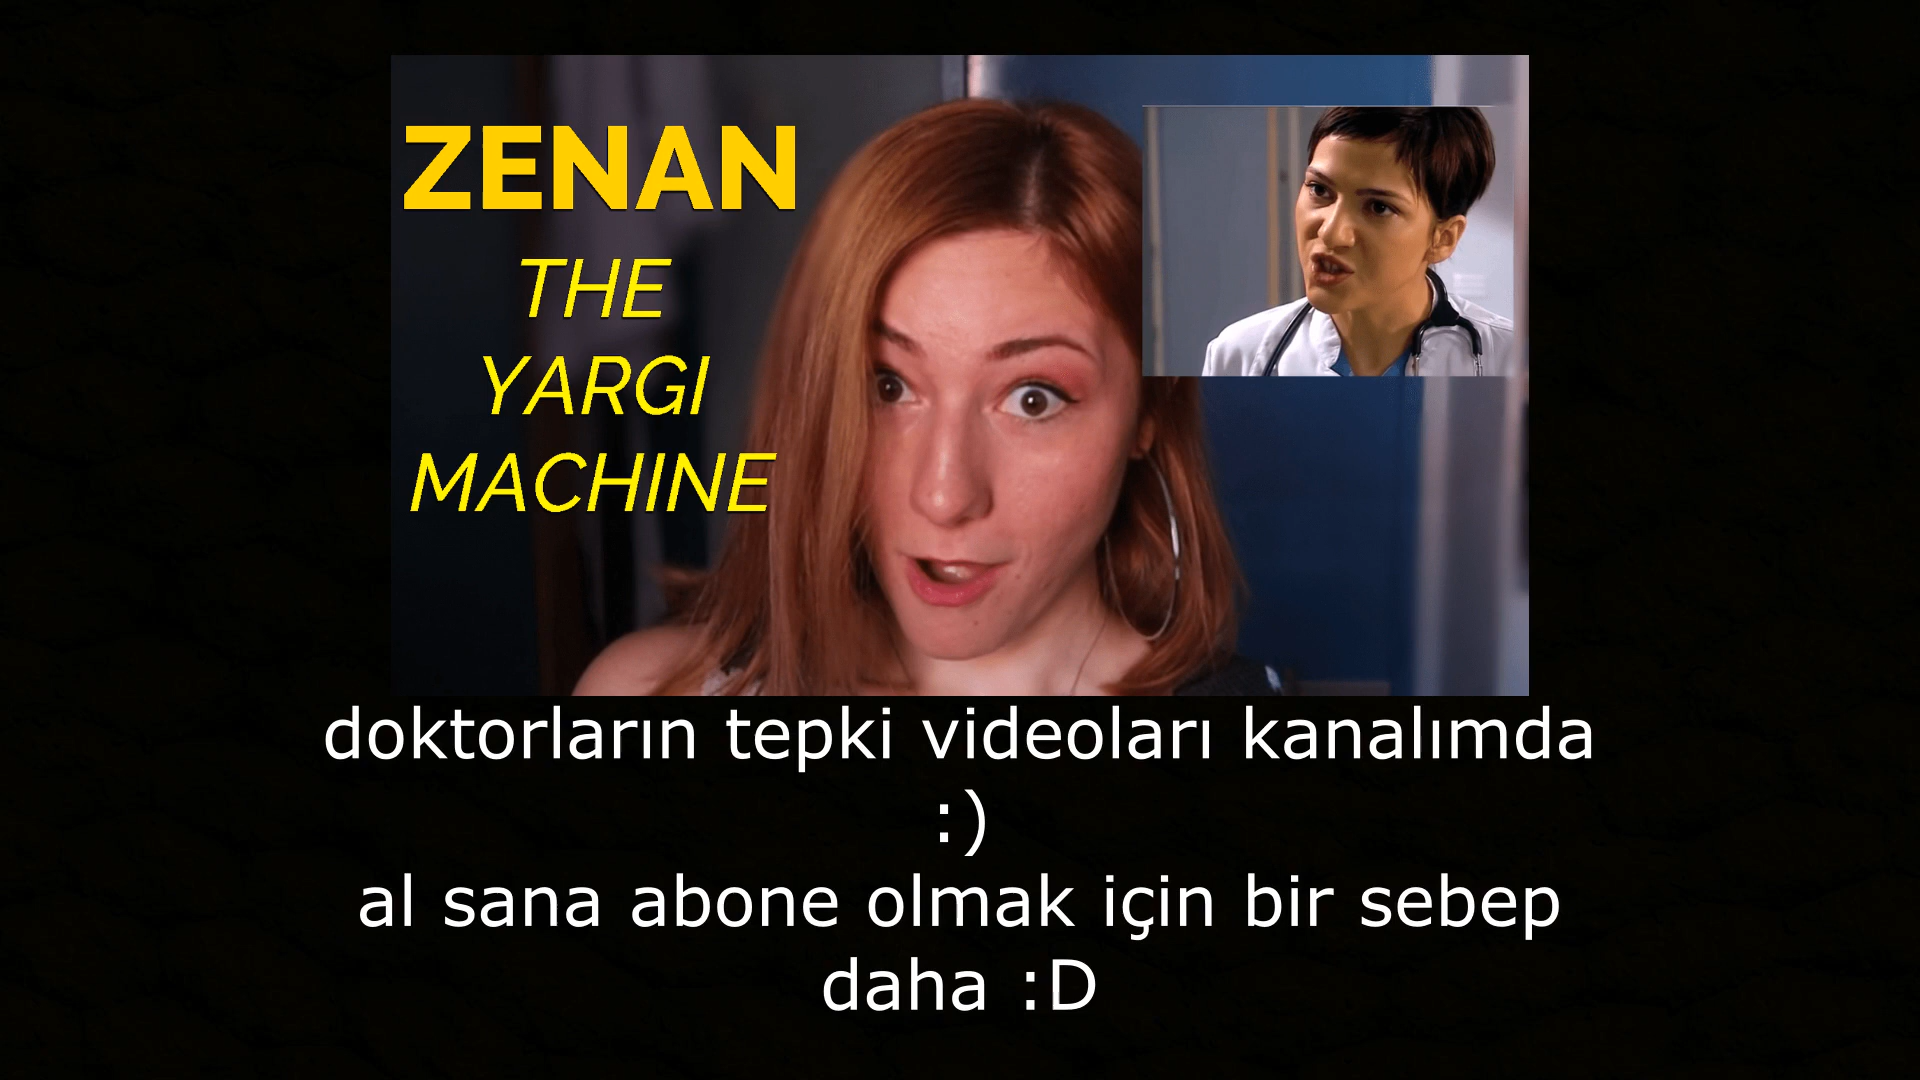 ZENAN
THE
YARGI
MACHINE
doktorların tepki videoları kanalımda
:)
al sana abone olmak için bir sebep
daha :D